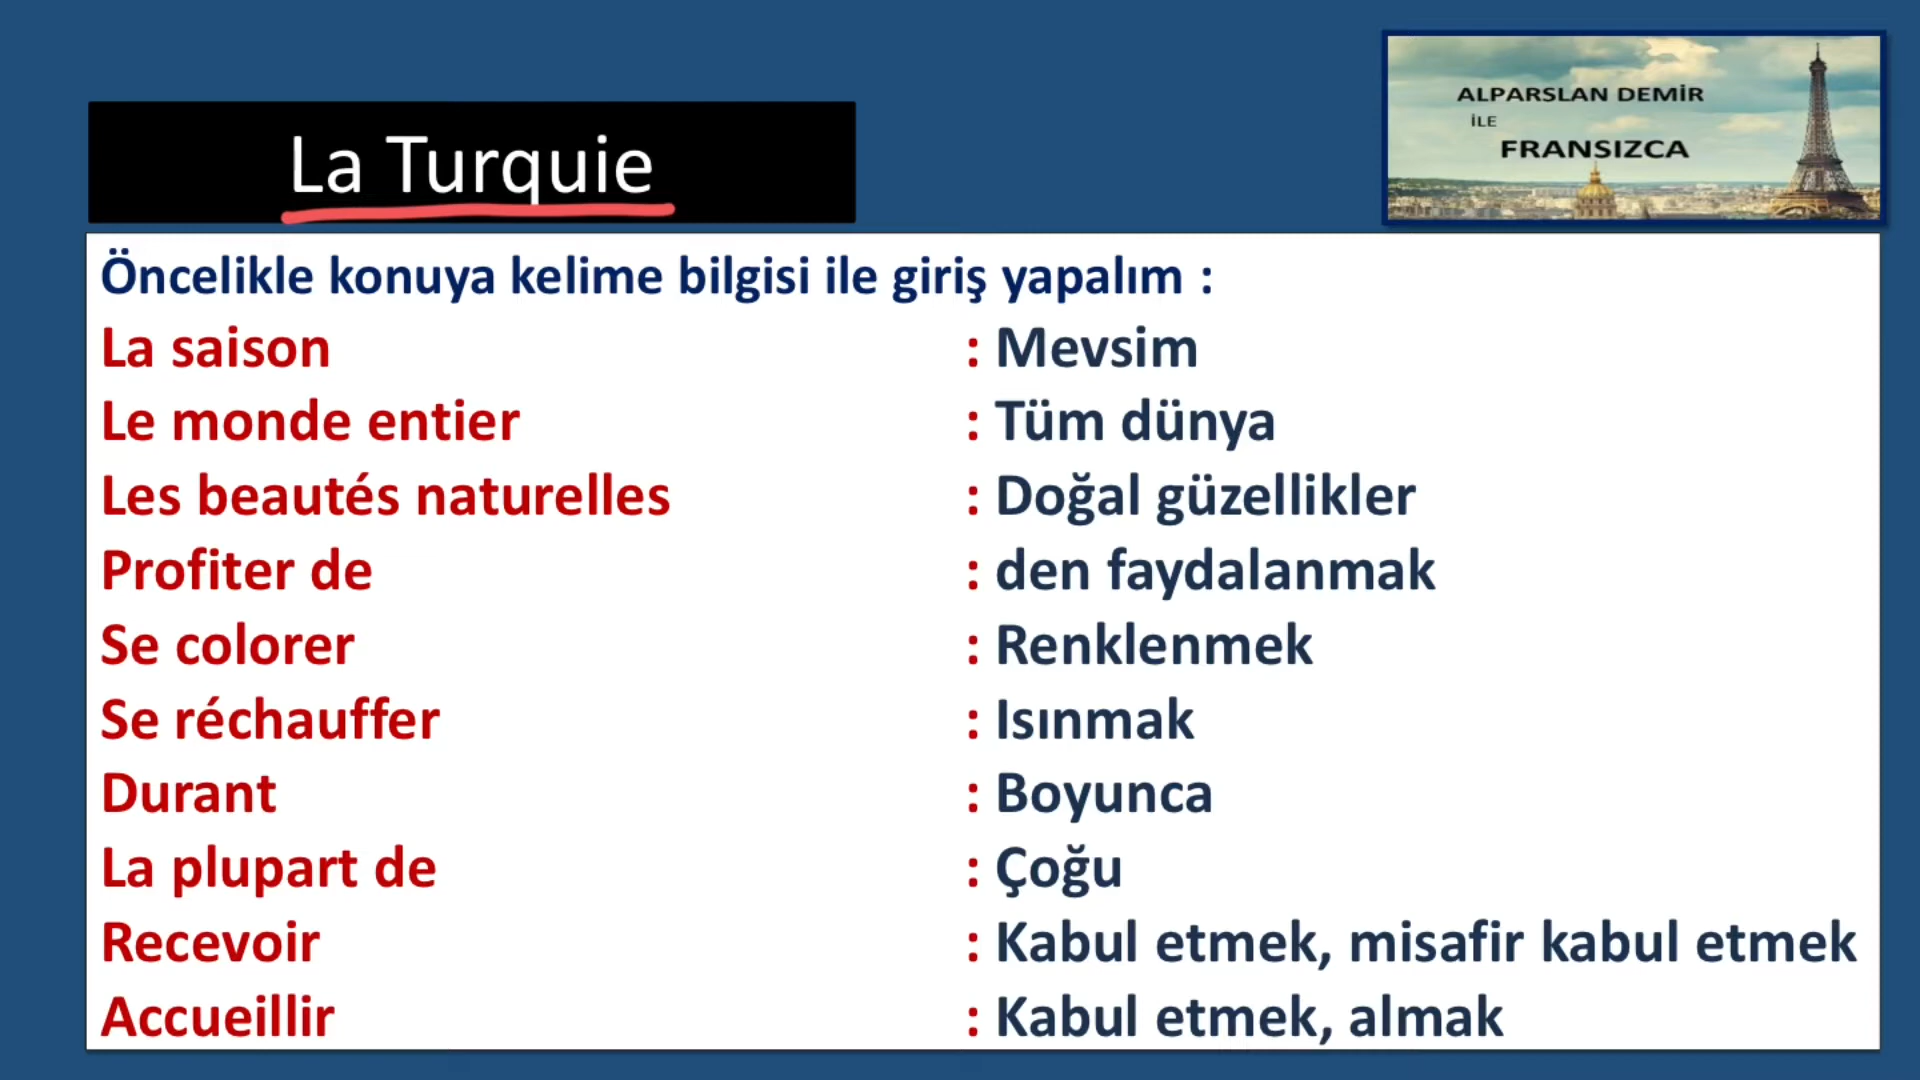 ALPARSLAN DEMİR
İLE
FRANSIZCA
La Turquie
Öncelikle konuya kelime bilgisi ile giriş yapalım :
La saison : Mevsim
Le monde entier : Tüm dünya
Les beautés naturelles : Doğal güzellikler
Profiter de : den faydalanmak
Se colorer : Renklenmek
Se réchauffer : Isınmak
Durant : Boyunca
La plupart de : Çoğu
Recevoir : Kabul etmek, misafir kabul etmek
Accueillir : Kabul etmek, almak